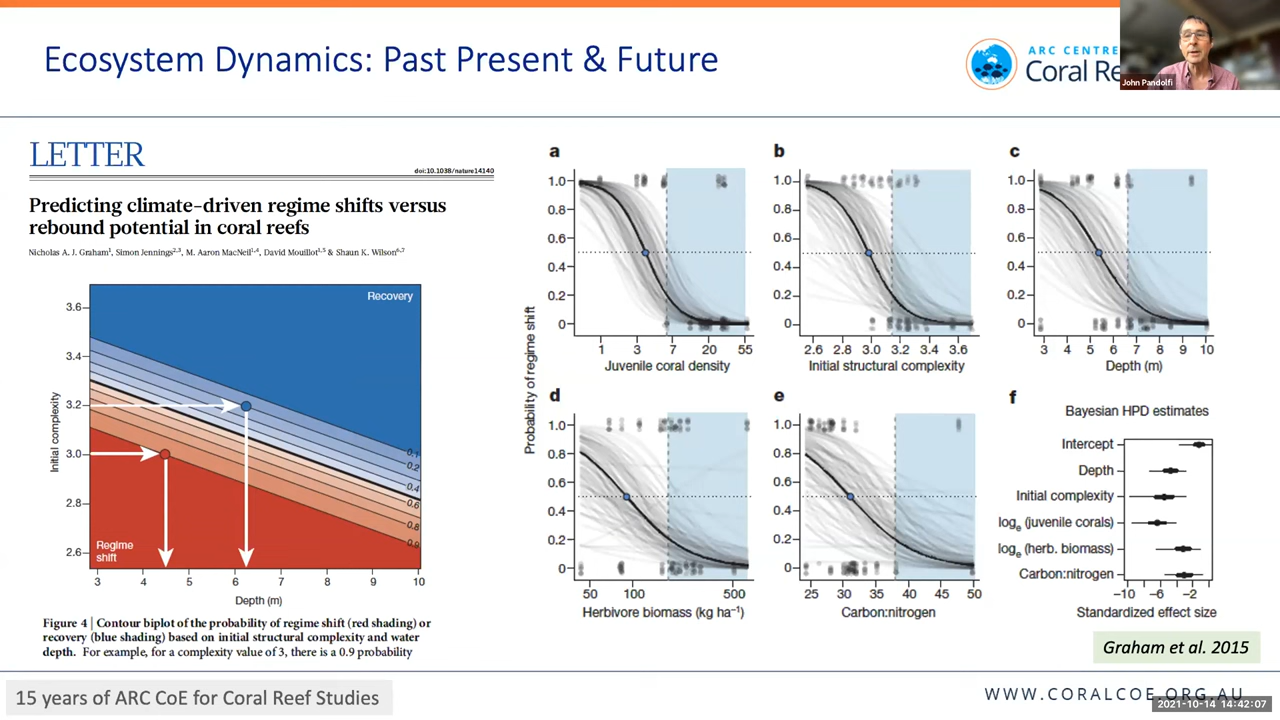 Ecosystem Dynamics: Past Present & Future
ARC CENTRE
Coral Re
John Pandolfi
LETTER
doi:10.1038/nature14140
Predicting climate-driven regime shifts versus
rebound potential in coral reefs
Nicholas A. J. Graham1, Simon Jennings2,3, M. Aaron MacNeil1,4, David Mouillot1,5 & Shaun K. Wilson6,7
Recovery
3.6
3.4
3.2
3.0
2.8
2.6
Initial complexity
0.1
0.2
0.4
0.6
0.8
0.9
Regime
shift
3 4 5 6 7 8 9 10
Depth (m)
Figure 4 | Contour biplot of the probability of regime shift (red shading) or
recovery (blue shading) based on initial structural complexity and water
depth. For example, for a complexity value of 3, there is a 0.9 probability
Probability of regime shift
a
1.0
0.8
0.6
0.4
0.2
0
1 3 7 20 55
Juvenile coral density
b
1.0
0.8
0.6
0.4
0.2
0
2.6 2.8 3.0 3.2 3.4 3.6
Initial structural complexity
c
1.0
0.8
0.6
0.4
0.2
0
3 4 5 6 7 8 9 10
Depth (m)
d
1.0
0.8
0.6
0.4
0.2
0
50 100 500
Herbivore biomass (kg ha−1)
e
1.0
0.8
0.6
0.4
0.2
0
25 30 35 40 45 50
Carbon:nitrogen
f
Bayesian HPD estimates
Intercept
Depth
Initial complexity
loge (juvenile corals)
loge (herb. biomass)
Carbon:nitrogen
−10 −6 −2
Standardized effect size
Graham et al. 2015
15 years of ARC CoE for Coral Reef Studies
WWW.CORALCOE.ORG.AU
2021-10-14 14:42:07